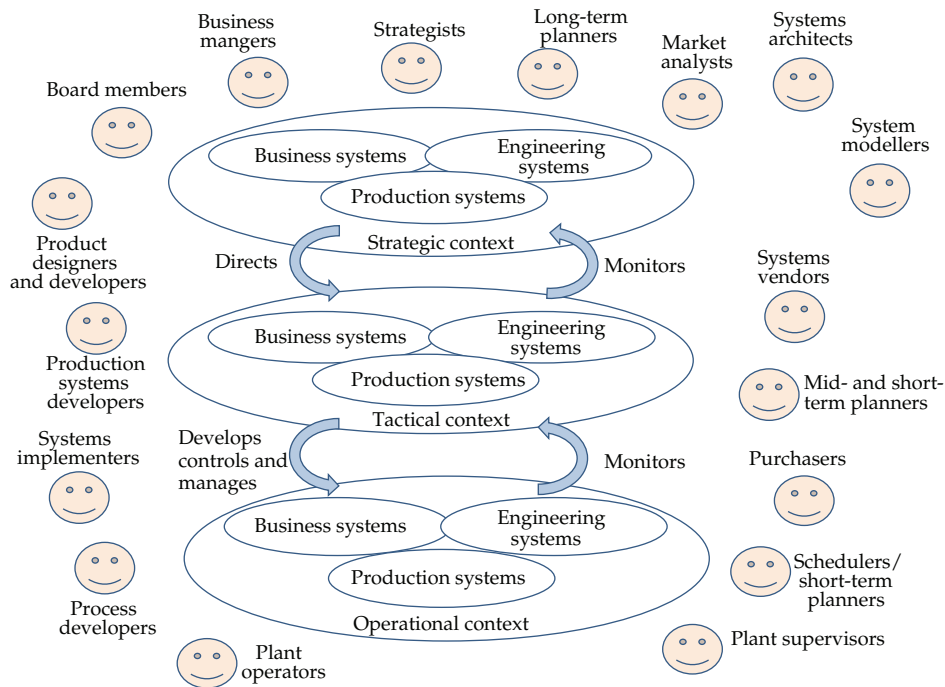 Business
mangers
Strategists
Long-term
planners
Market
analysts
Systems
architects
Board members
System
modellers
Business systems
Engineering
systems
Production systems
Strategic context
Product
designers
and developers
Directs
Monitors
Systems
vendors
Business systems
Engineering
systems
Production systems
Tactical context
Production
systems
developers
Mid- and short-
term planners
Systems
implementers
Develops
controls and
manages
Monitors
Purchasers
Business systems
Engineering
systems
Production systems
Operational context
Process
developers
Schedulers/
short-term
planners
Plant
operators
Plant supervisors